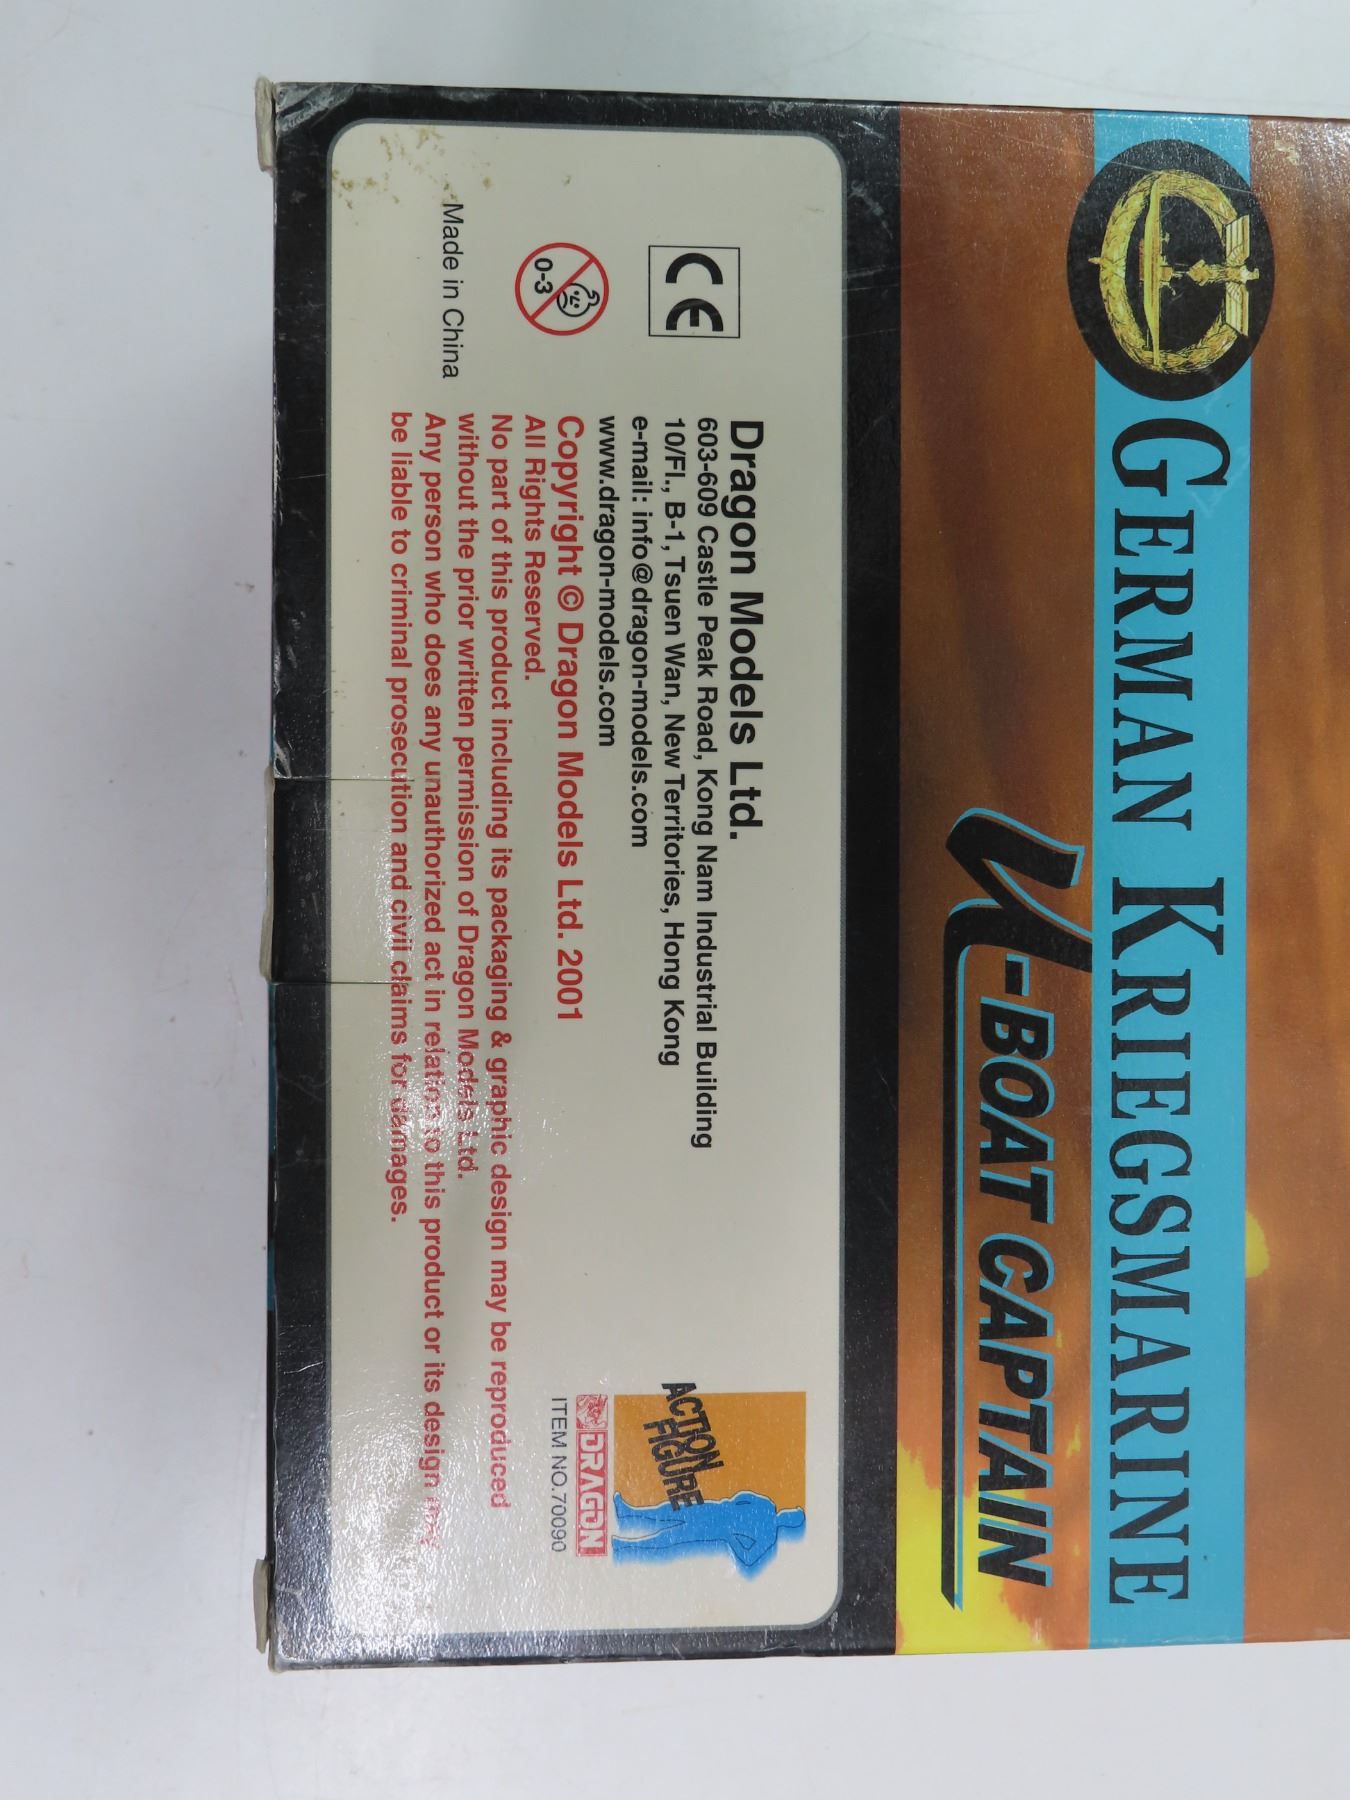 GERMAN KRIEGSMARINE
U-BOAT CAPTAIN
CE
0-3
Made in China
Dragon Models Ltd.
603-609 Castle Peak Road, Kong Nam Industrial Building
10/Fl., B-1, Tsuen Wan, New Territories, Hong Kong
e-mail: info@dragon-models.com
www.dragon-models.com
Copyright © Dragon Models Ltd. 2001
All Rights Reserved.
No part of this product including its packaging & graphic design may be reproduced
without the prior written permission of Dragon Models Ltd.
Any person who does any unauthorized act in relation to this product or its design may
be liable to criminal prosecution and civil claims for damages.
ACTION
FIGURE
DRAGON
ITEM NO.70090